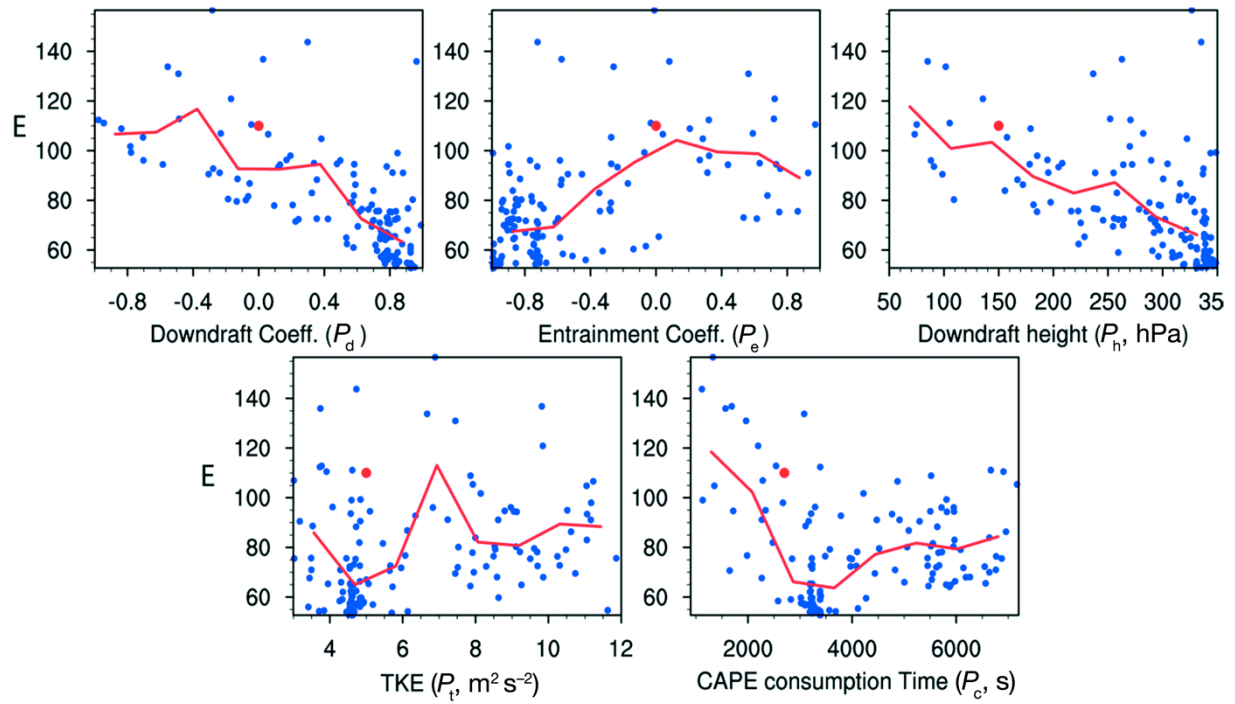 140
120
E
100
80
60
-0.8 -0.4 0.0 0.4 0.8
Downdraft Coeff. (Pd)
140
120
100
80
60
-0.8 -0.4 0.0 0.4 0.8
Entrainment Coeff. (Pe)
140
120
100
80
60
50 100 150 200 250 300 35
Downdraft height (Ph, hPa)
140
120
E
100
80
60
4 6 8 10 12
TKE (Pt, m² s⁻²)
140
120
100
80
60
2000 4000 6000
CAPE consumption Time (Pc, s)